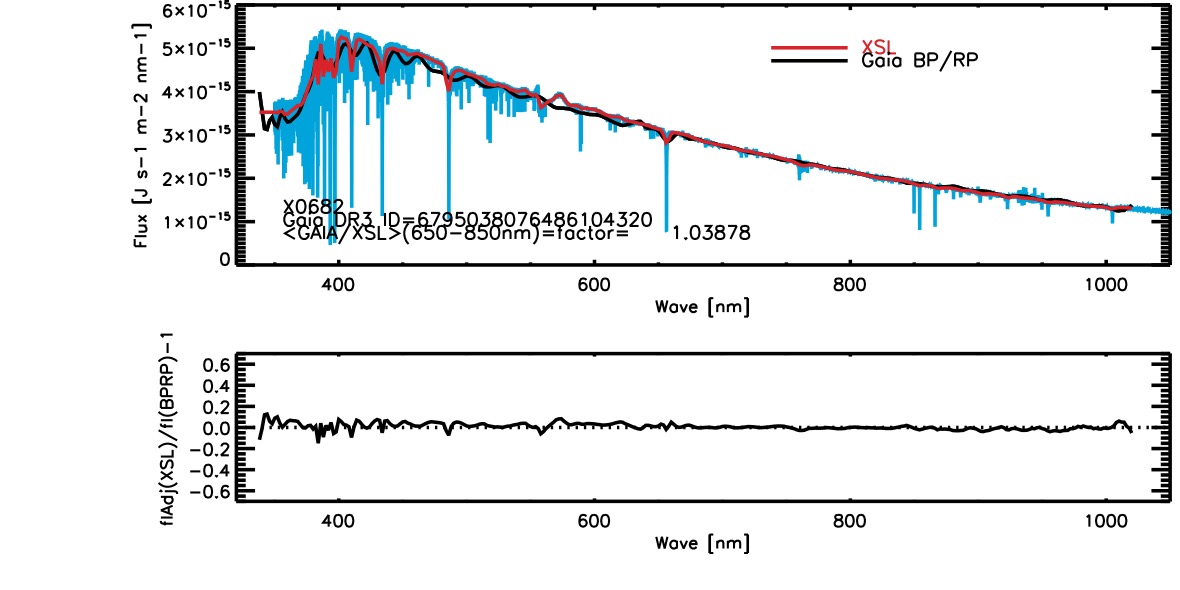 6×10−15
5×10−15
4×10−15
3×10−15
2×10−15
1×10−15
0
Flux [J s−1 m−2 nm−1]
XSL
Gaia BP/RP
X0682
Gaia DR3 ID=6795038076486104320
<GAIA/XSL>(650−850nm)=factor= 1.03878
400 600 800 1000
Wave [nm]
0.6
0.4
0.2
0.0
−0.2
−0.4
−0.6
flAdj(XSL)/fl(BPRP)−1
400 600 800 1000
Wave [nm]